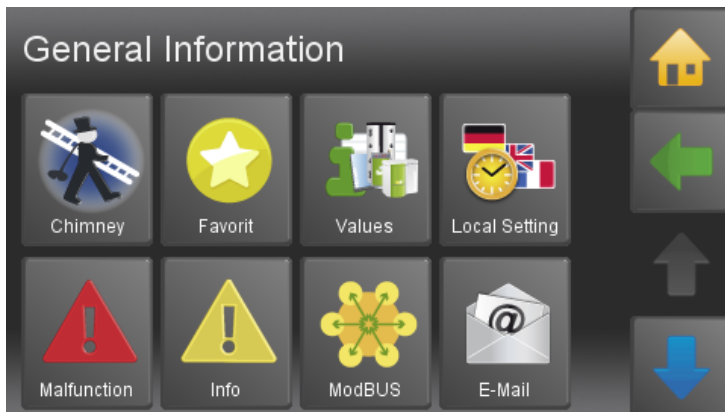 General Information
Chimney
Favorit
Values
Local Setting
Malfunction
Info
ModBUS
@
E-Mail